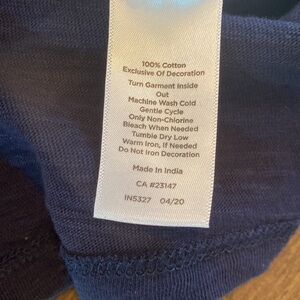 100% Cotton
Exclusive Of Decoration
Turn Garment Inside
Out
Machine Wash Cold
Gentle Cycle
Only Non-Chlorine
Bleach When Needed
Tumble Dry Low
Warm Iron, If Needed
Do Not Iron Decoration
Made In India
CA #23147
IN5327 04/20